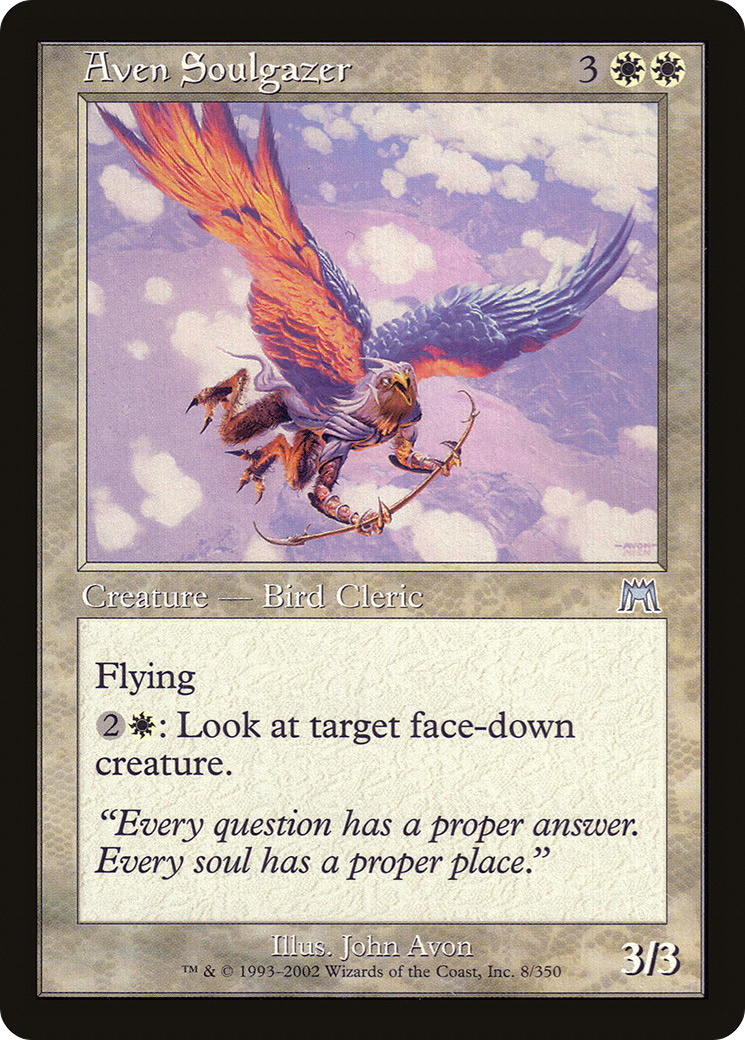 Aven Soulgazer 3
Creature — Bird Cleric
Flying
2: Look at target face-down
creature.
“Every question has a proper answer.
Every soul has a proper place.”
Illus. John Avon
™ & © 1993–2002 Wizards of the Coast, Inc. 8/350
3/3